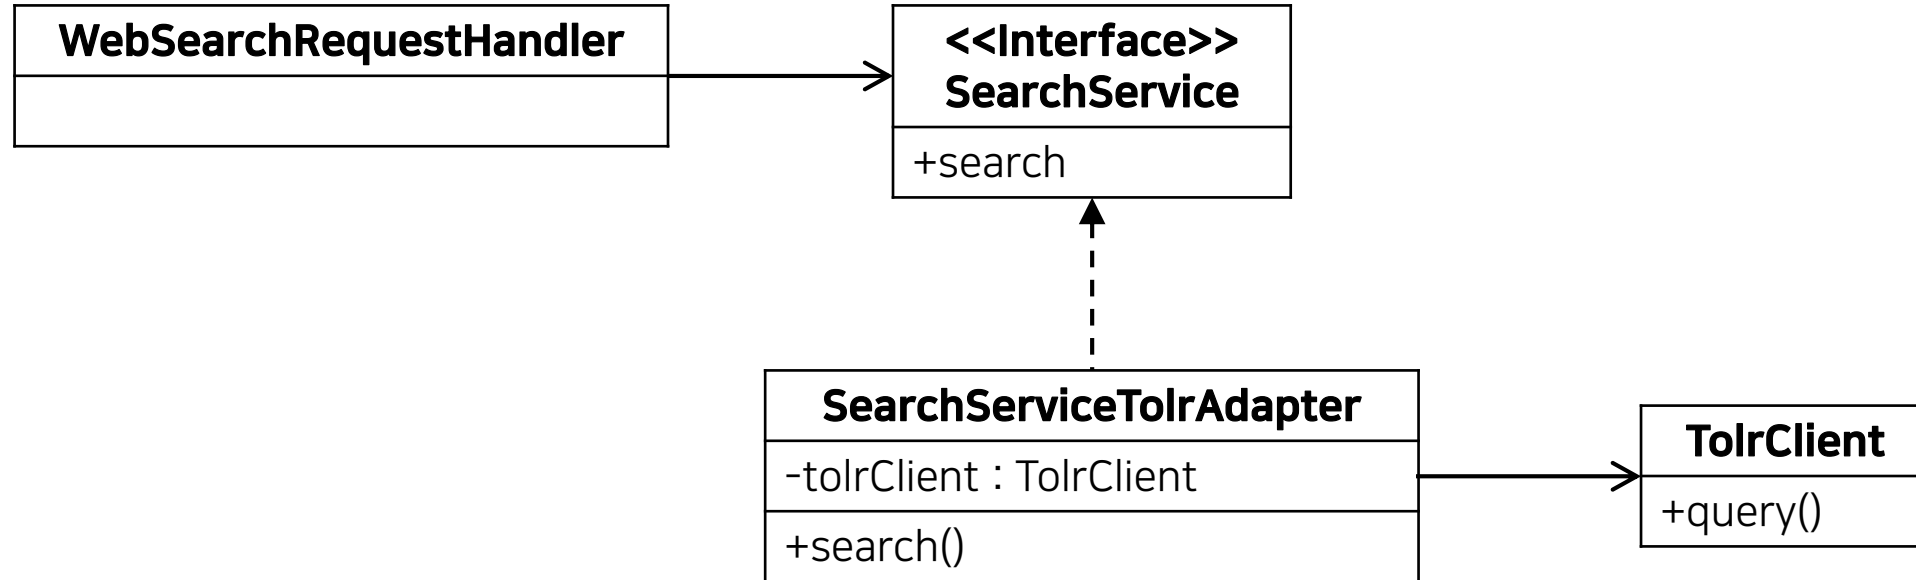 WebSearchRequestHandler
<<Interface>>
SearchService
+search
SearchServiceTolrAdapter
-tolrClient : TolrClient
+search()
TolrClient
+query()